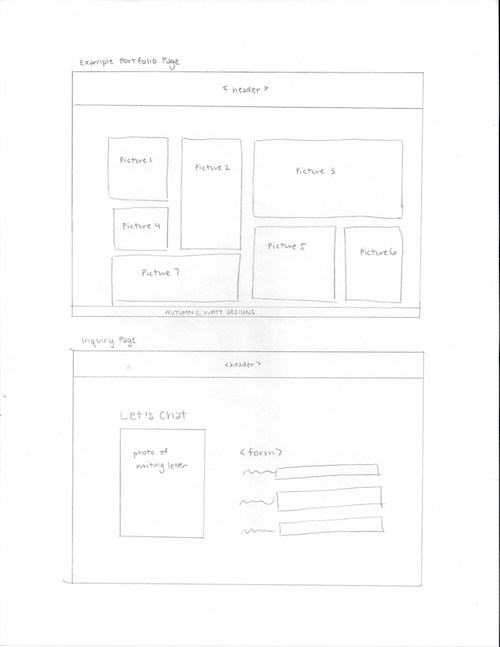 Example Portfolio Page
< header >
Picture 1
Picture 2
Picture 3
Picture 4
Picture 5
Picture 6
Picture 7
AUTUMN C. WATT DESIGNS
Inquiry Page
<header>
Let's Chat
photo of
writing letter
<form>